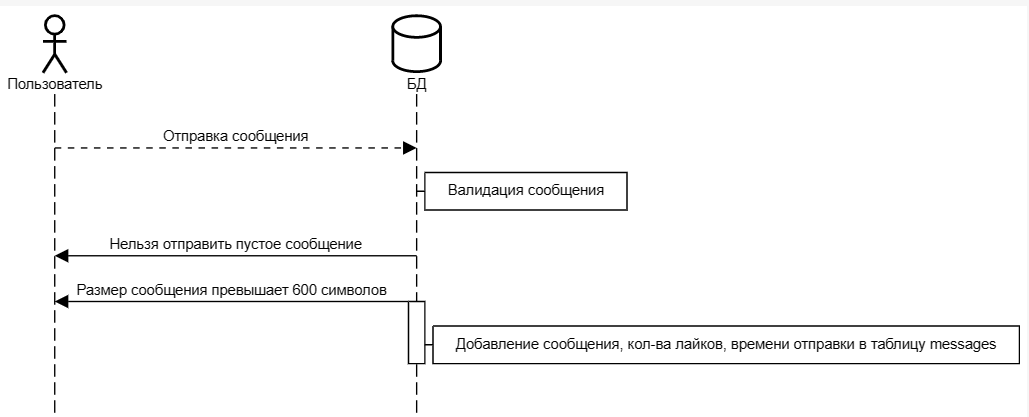 Пользователь
БД
Отправка сообщения
Валидация сообщения
Нельзя отправить пустое сообщение
Размер сообщения превышает 600 символов
Добавление сообщения, кол-ва лайков, времени отправки в таблицу messages